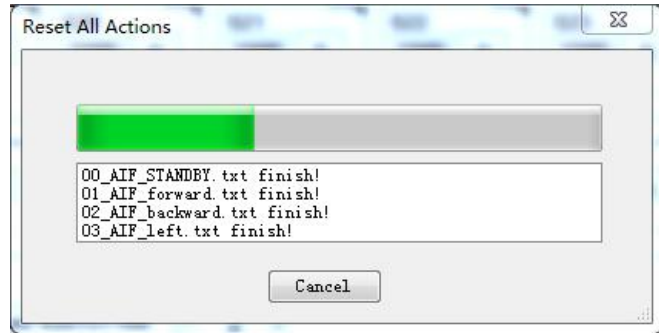 Reset All Actions
00_AIF_STANDBY.txt finish!
01_AIF_forward.txt finish!
02_AIF_backward.txt finish!
03_AIF_left.txt finish!
Cancel